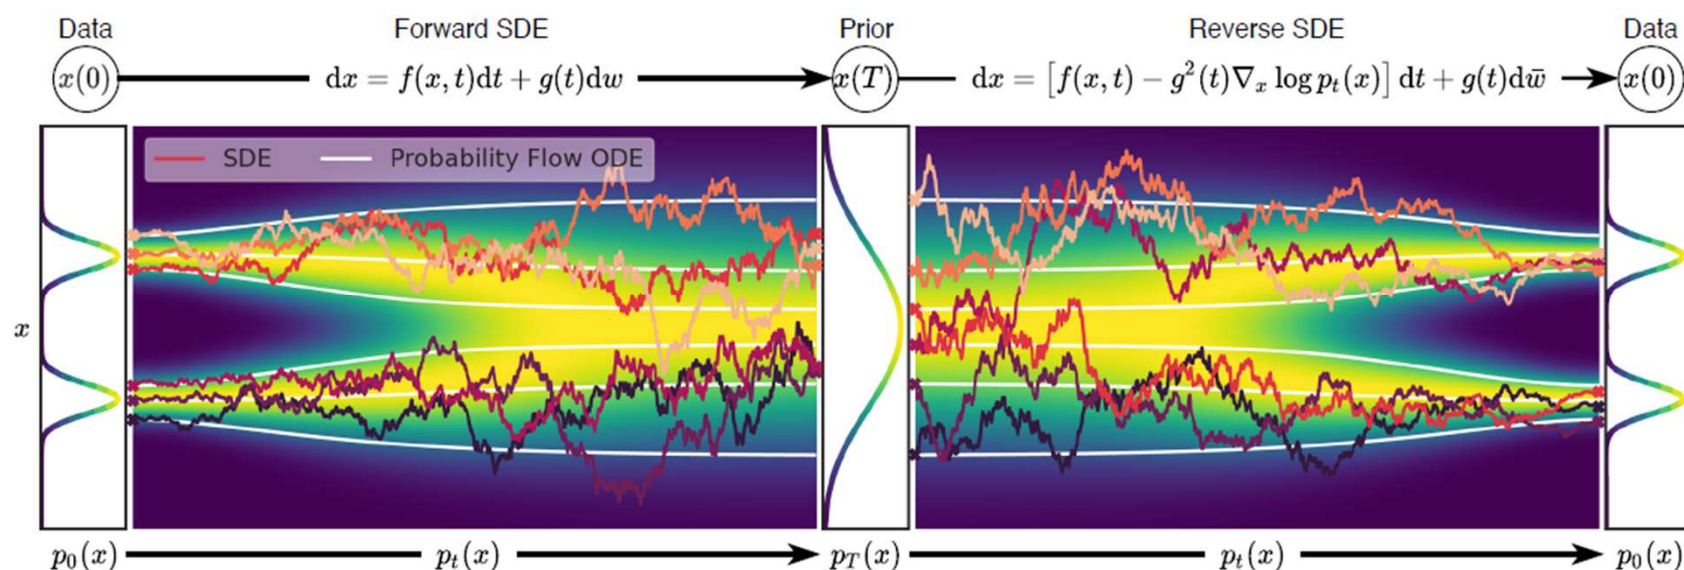 Data Forward SDE Prior Reverse SDE Data
x(0) dx = f(x, t)dt + g(t)dw x(T) dx = [f(x, t) − g²(t)∇ₓ log pₜ(x)] dt + g(t)dw̄ x(0)
SDE Probability Flow ODE
x
p₀(x) pₜ(x) p_T(x) pₜ(x) p₀(x)